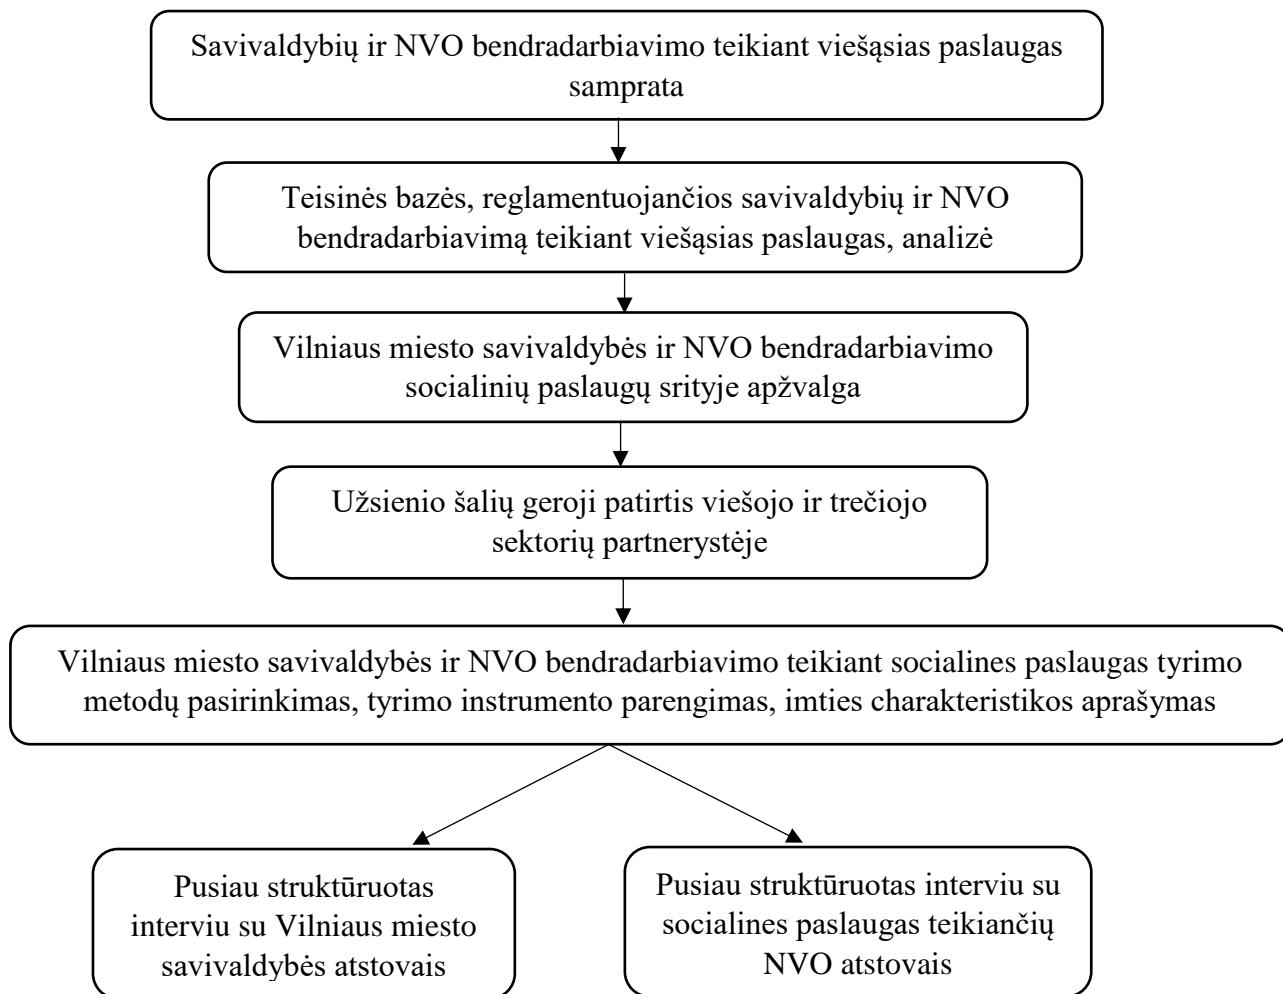 Savivaldybių ir NVO bendradarbiavimo teikiant viešąsias paslaugas
samprata
Teisinės bazės, reglamentuojančios savivaldybių ir NVO
bendradarbiavimą teikiant viešąsias paslaugas, analizė
Vilniaus miesto savivaldybės ir NVO bendradarbiavimo
socialinių paslaugų srityje apžvalga
Užsienio šalių geroji patirtis viešojo ir trečiojo
sektorių partnerystėje
Vilniaus miesto savivaldybės ir NVO bendradarbiavimo teikiant socialines paslaugas tyrimo
metodų pasirinkimas, tyrimo instrumento parengimas, imties charakteristikos aprašymas
Pusiau struktūruotas
interviu su Vilniaus miesto
savivaldybės atstovais
Pusiau struktūruotas interviu su
socialines paslaugas teikiančių
NVO atstovais